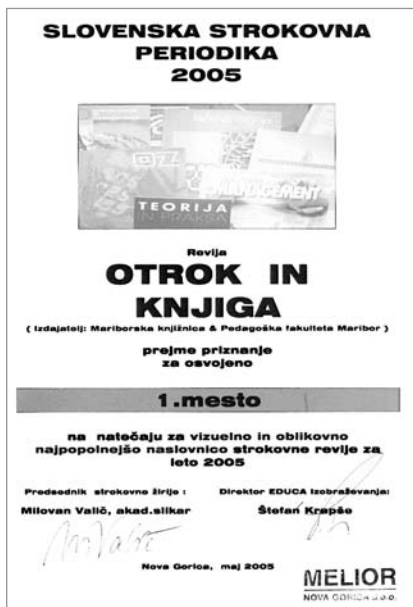 SLOVENSKA STROKOVNA
PERIODIKA
2005
TEORIJA
IN PRAKSA
Revija
OTROK IN
KNJIGA
( Izdajatelj: Mariborska knjižnica & Pedagoška fakulteta Maribor )
prejme priznanje
za osvojeno
1.mesto
na natečaju za vizuelno in oblikovno
najpopolnejšo naslovnico strokovne revije za
leto 2005
Predsednik strokovne žirije : Direktor EDUCA Izobraževanja:
Milovan Valič, akad.slikar Štefan Krapše
Nova Gorica, maj 2005
MELIOR
NOVA GORICA d.o.o.